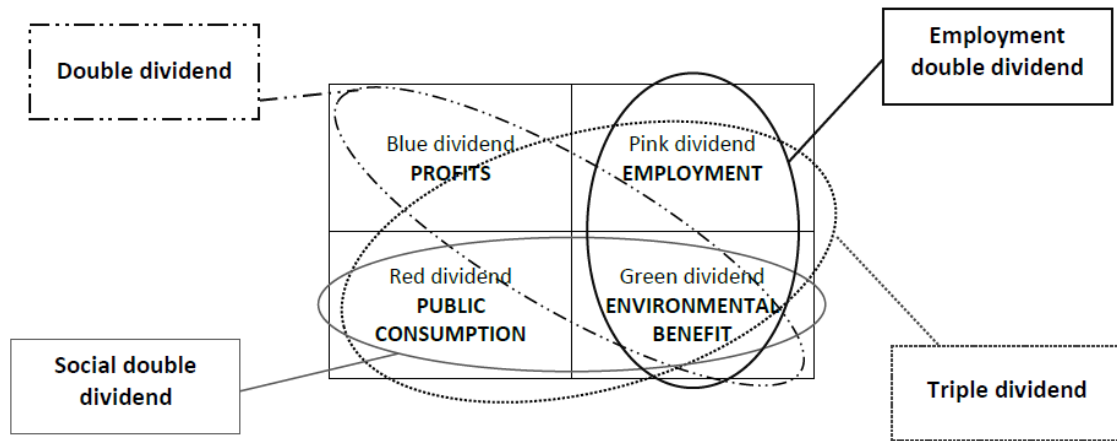 Double dividend
Employment
double dividend
Blue dividend
PROFITS
Pink dividend
EMPLOYMENT
Red dividend
PUBLIC
CONSUMPTION
Green dividend
ENVIRONMENTAL
BENEFIT
Social double
dividend
Triple dividend